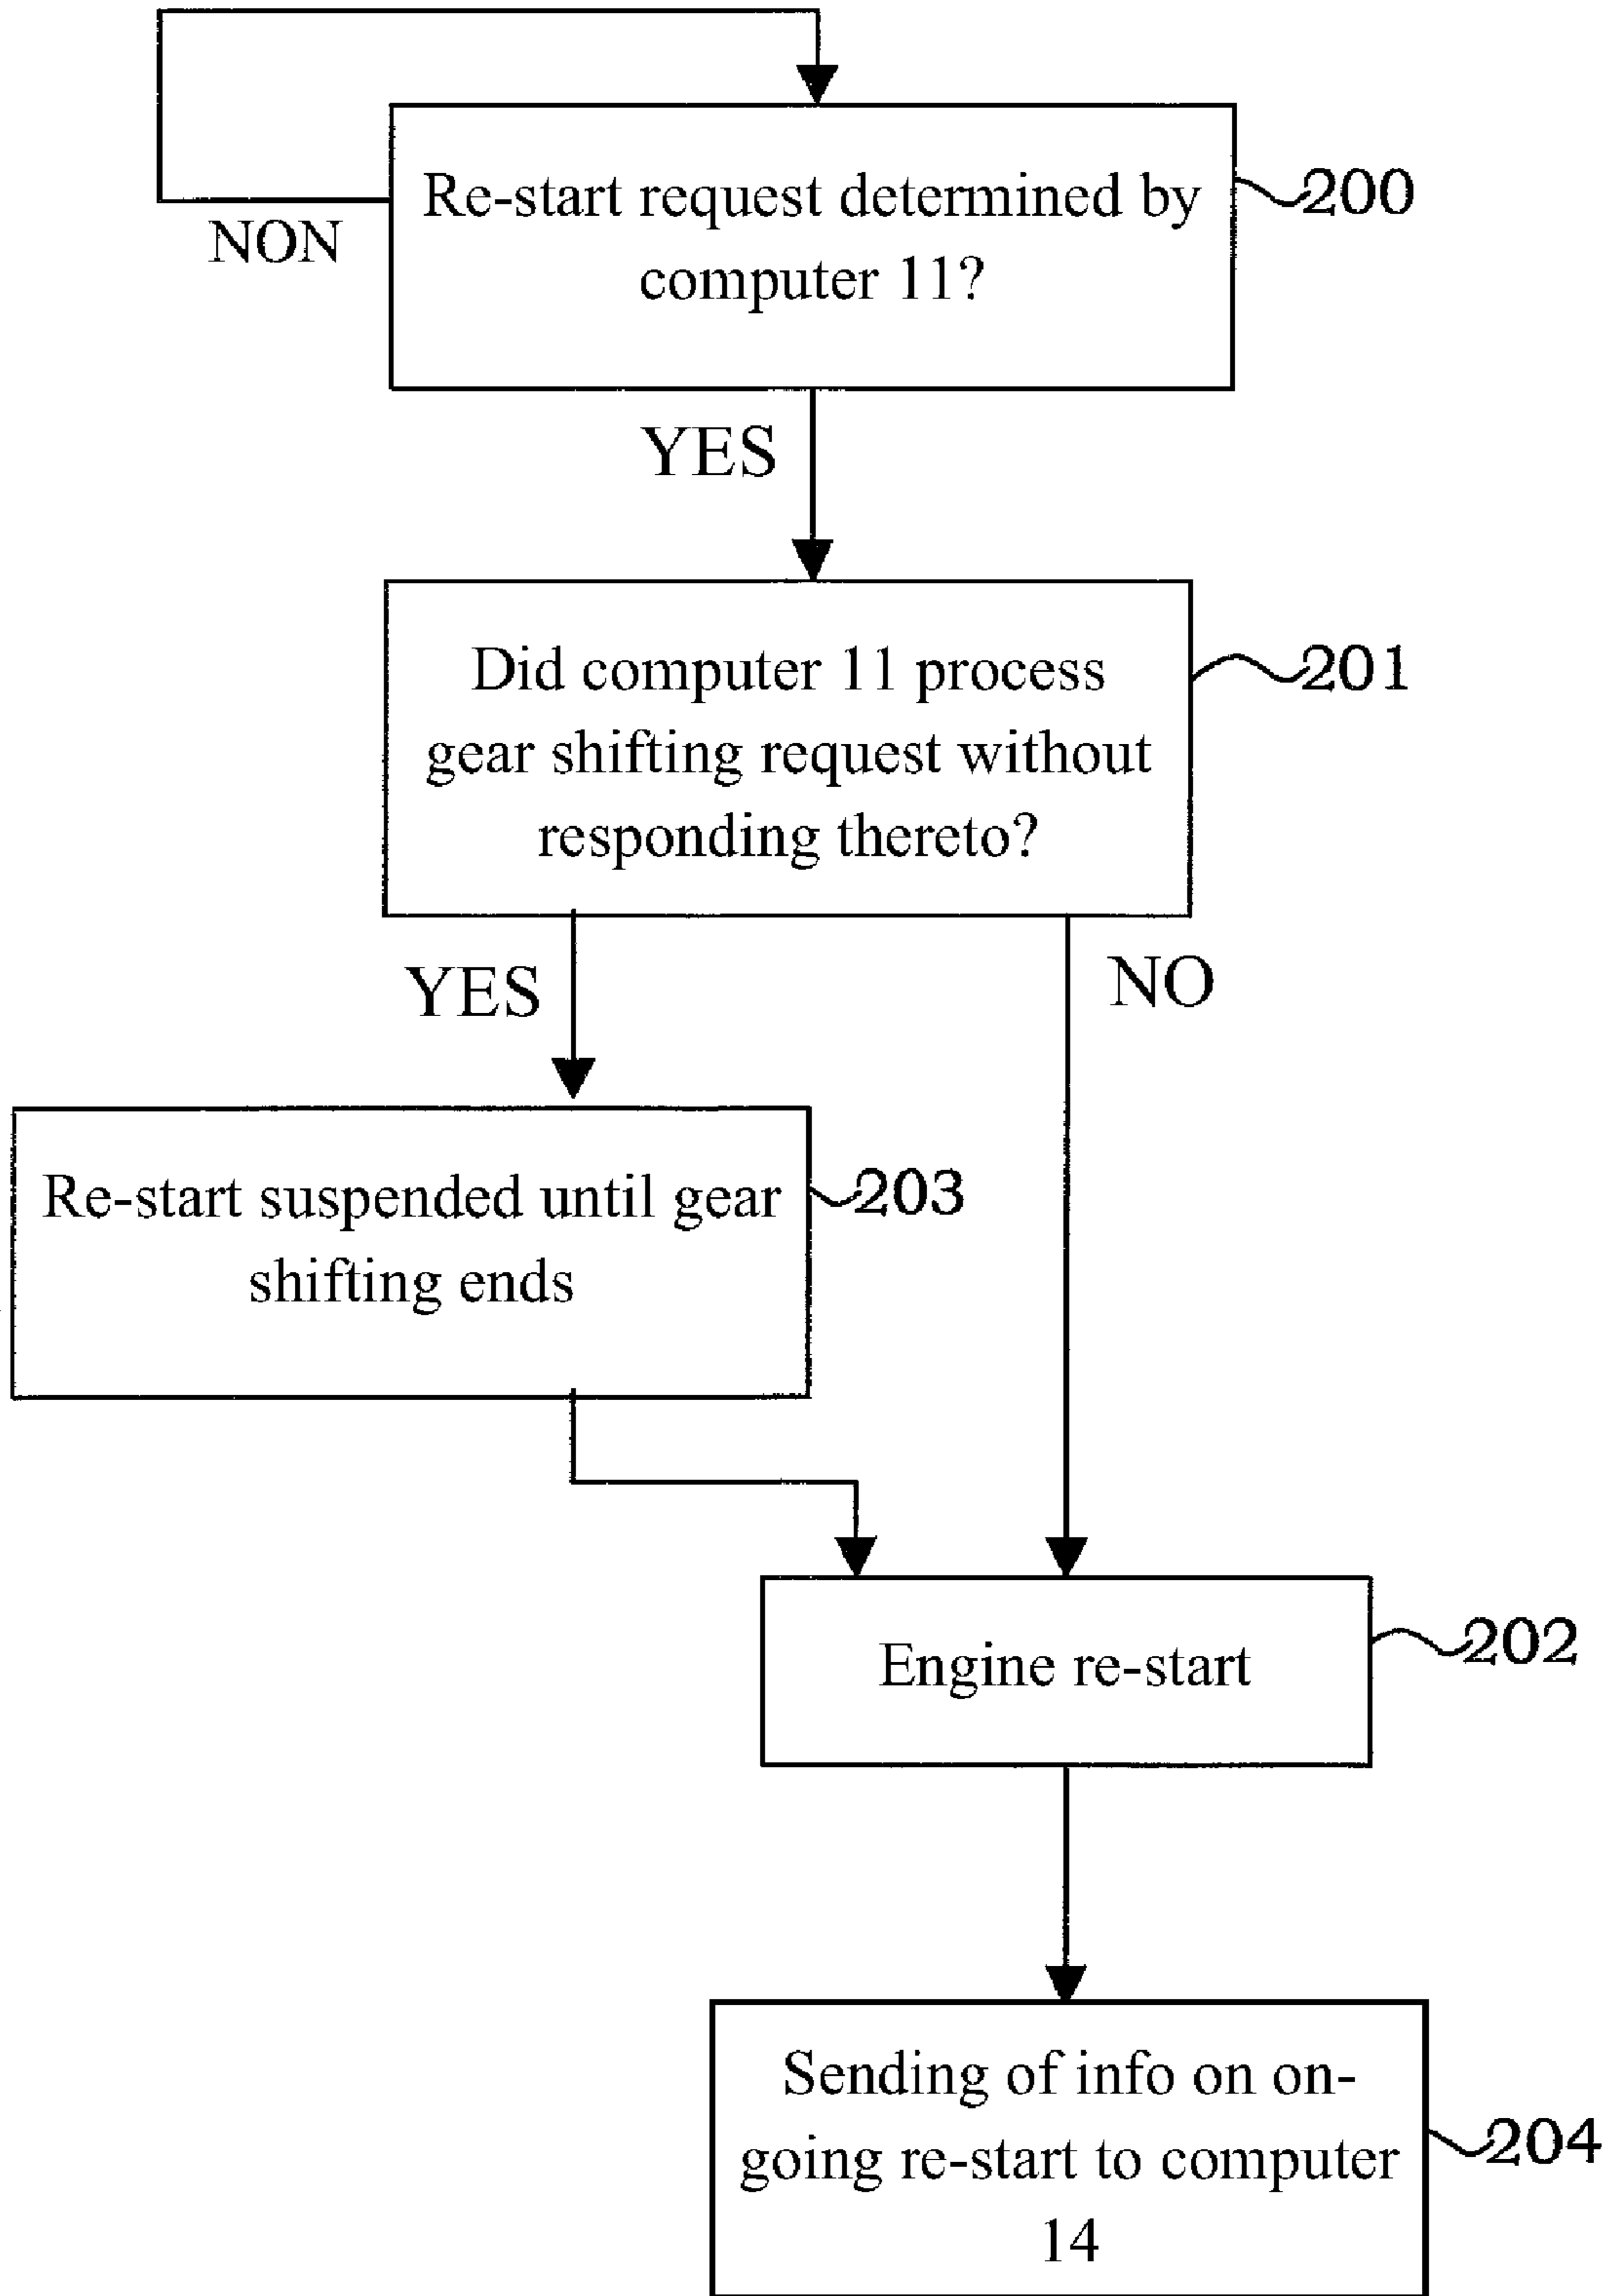 Re-start request determined by
computer 11?
200
NON
YES
Did computer 11 process
gear shifting request without
responding thereto?
201
YES
NO
Re-start suspended until gear
shifting ends
203
Engine re-start
202
Sending of info on on-
going re-start to computer
14
204